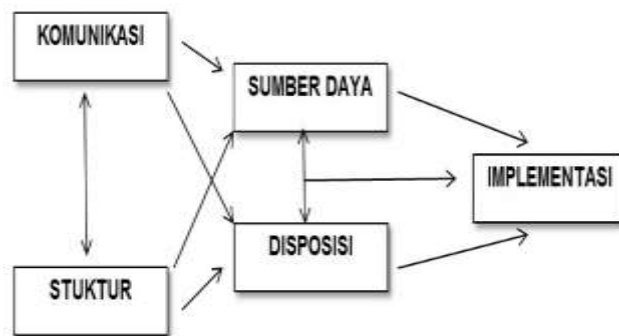 KOMUNIKASI
SUMBER DAYA
IMPLEMENTASI
DISPOSISI
STUKTUR